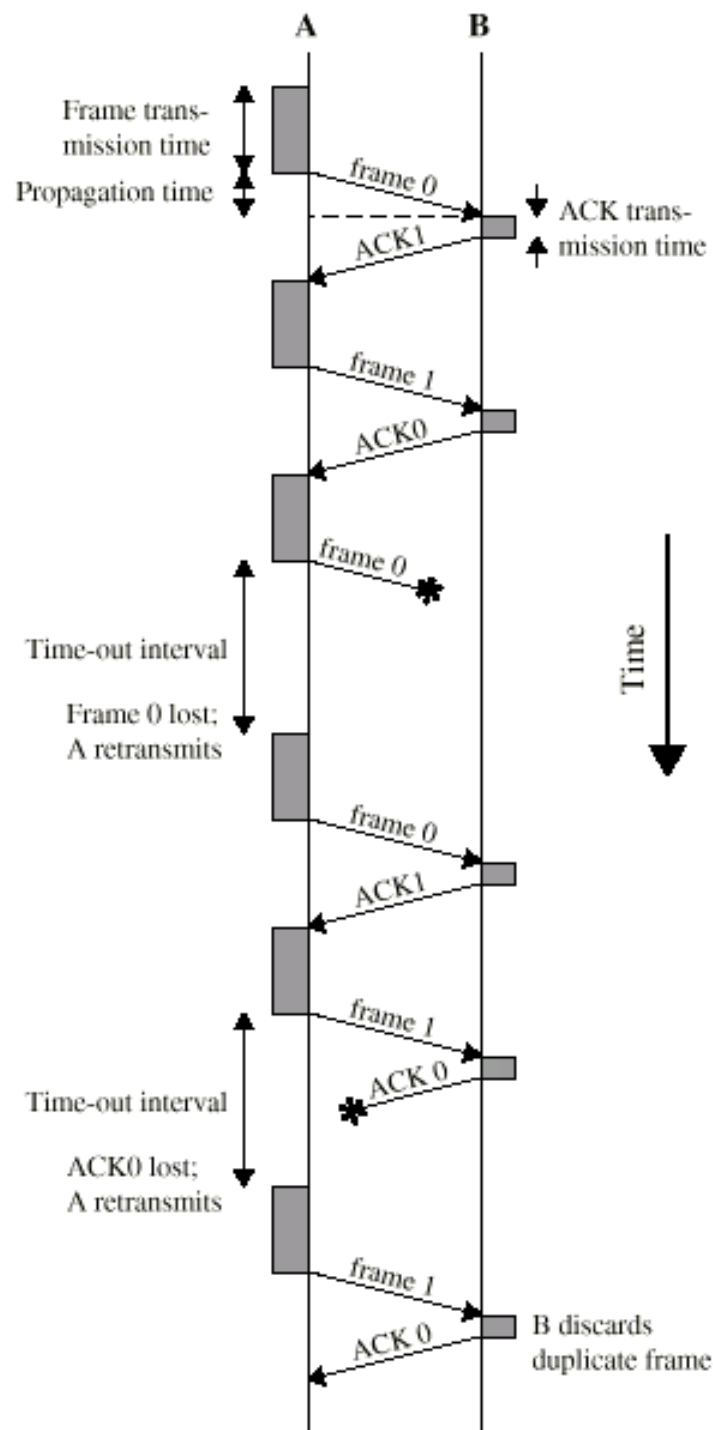 A
B
Frame trans-
mission time
Propagation time
frame 0
ACK trans-
mission time
ACK1
frame 1
ACK0
frame 0
Time-out interval
Time
Frame 0 lost;
A retransmits
frame 0
ACK1
frame 1
ACK 0
Time-out interval
ACK0 lost;
A retransmits
frame 1
B discards
duplicate frame
ACK 0